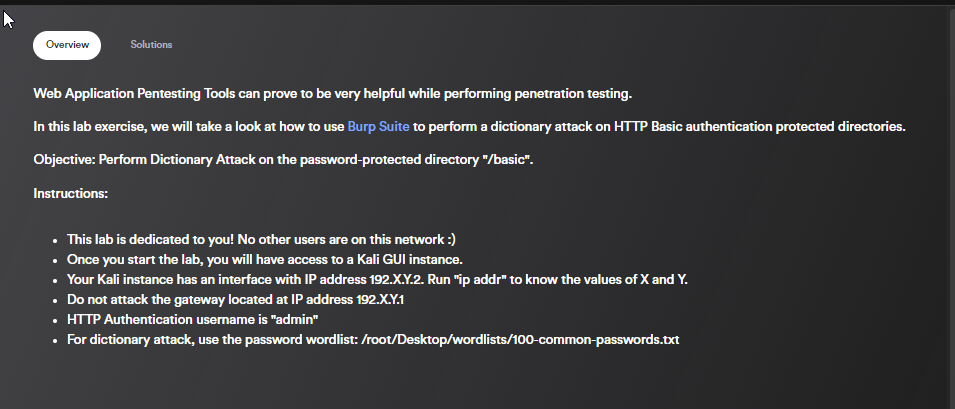 Overview Solutions
Web Application Pentesting Tools can prove to be very helpful while performing penetration testing.
In this lab exercise, we will take a look at how to use Burp Suite to perform a dictionary attack on HTTP Basic authentication protected directories.
Objective: Perform Dictionary Attack on the password-protected directory "/basic".
Instructions:
• This lab is dedicated to you! No other users are on this network :)
• Once you start the lab, you will have access to a Kali GUI instance.
• Your Kali instance has an interface with IP address 192.X.Y.2. Run "ip addr" to know the values of X and Y.
• Do not attack the gateway located at IP address 192.X.Y.1
• HTTP Authentication username is "admin"
• For dictionary attack, use the password wordlist: /root/Desktop/wordlists/100-common-passwords.txt